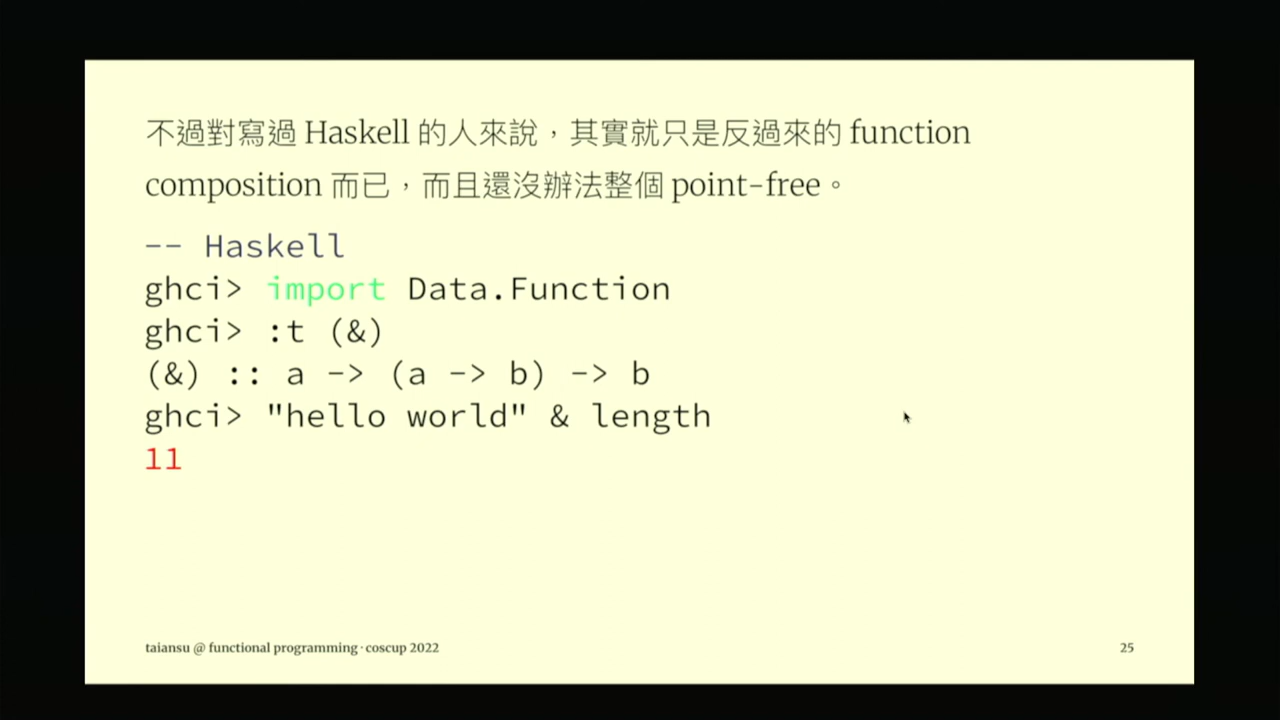 不過對寫過 Haskell 的人來說，其實就只是反過來的 function
composition 而已，而且還沒辦法整個 point-free。
-- Haskell
ghci> import Data.Function
ghci> :t (&)
(&) :: a -> (a -> b) -> b
ghci> "hello world" & length
11
taiansu @ functional programming · coscup 2022
25